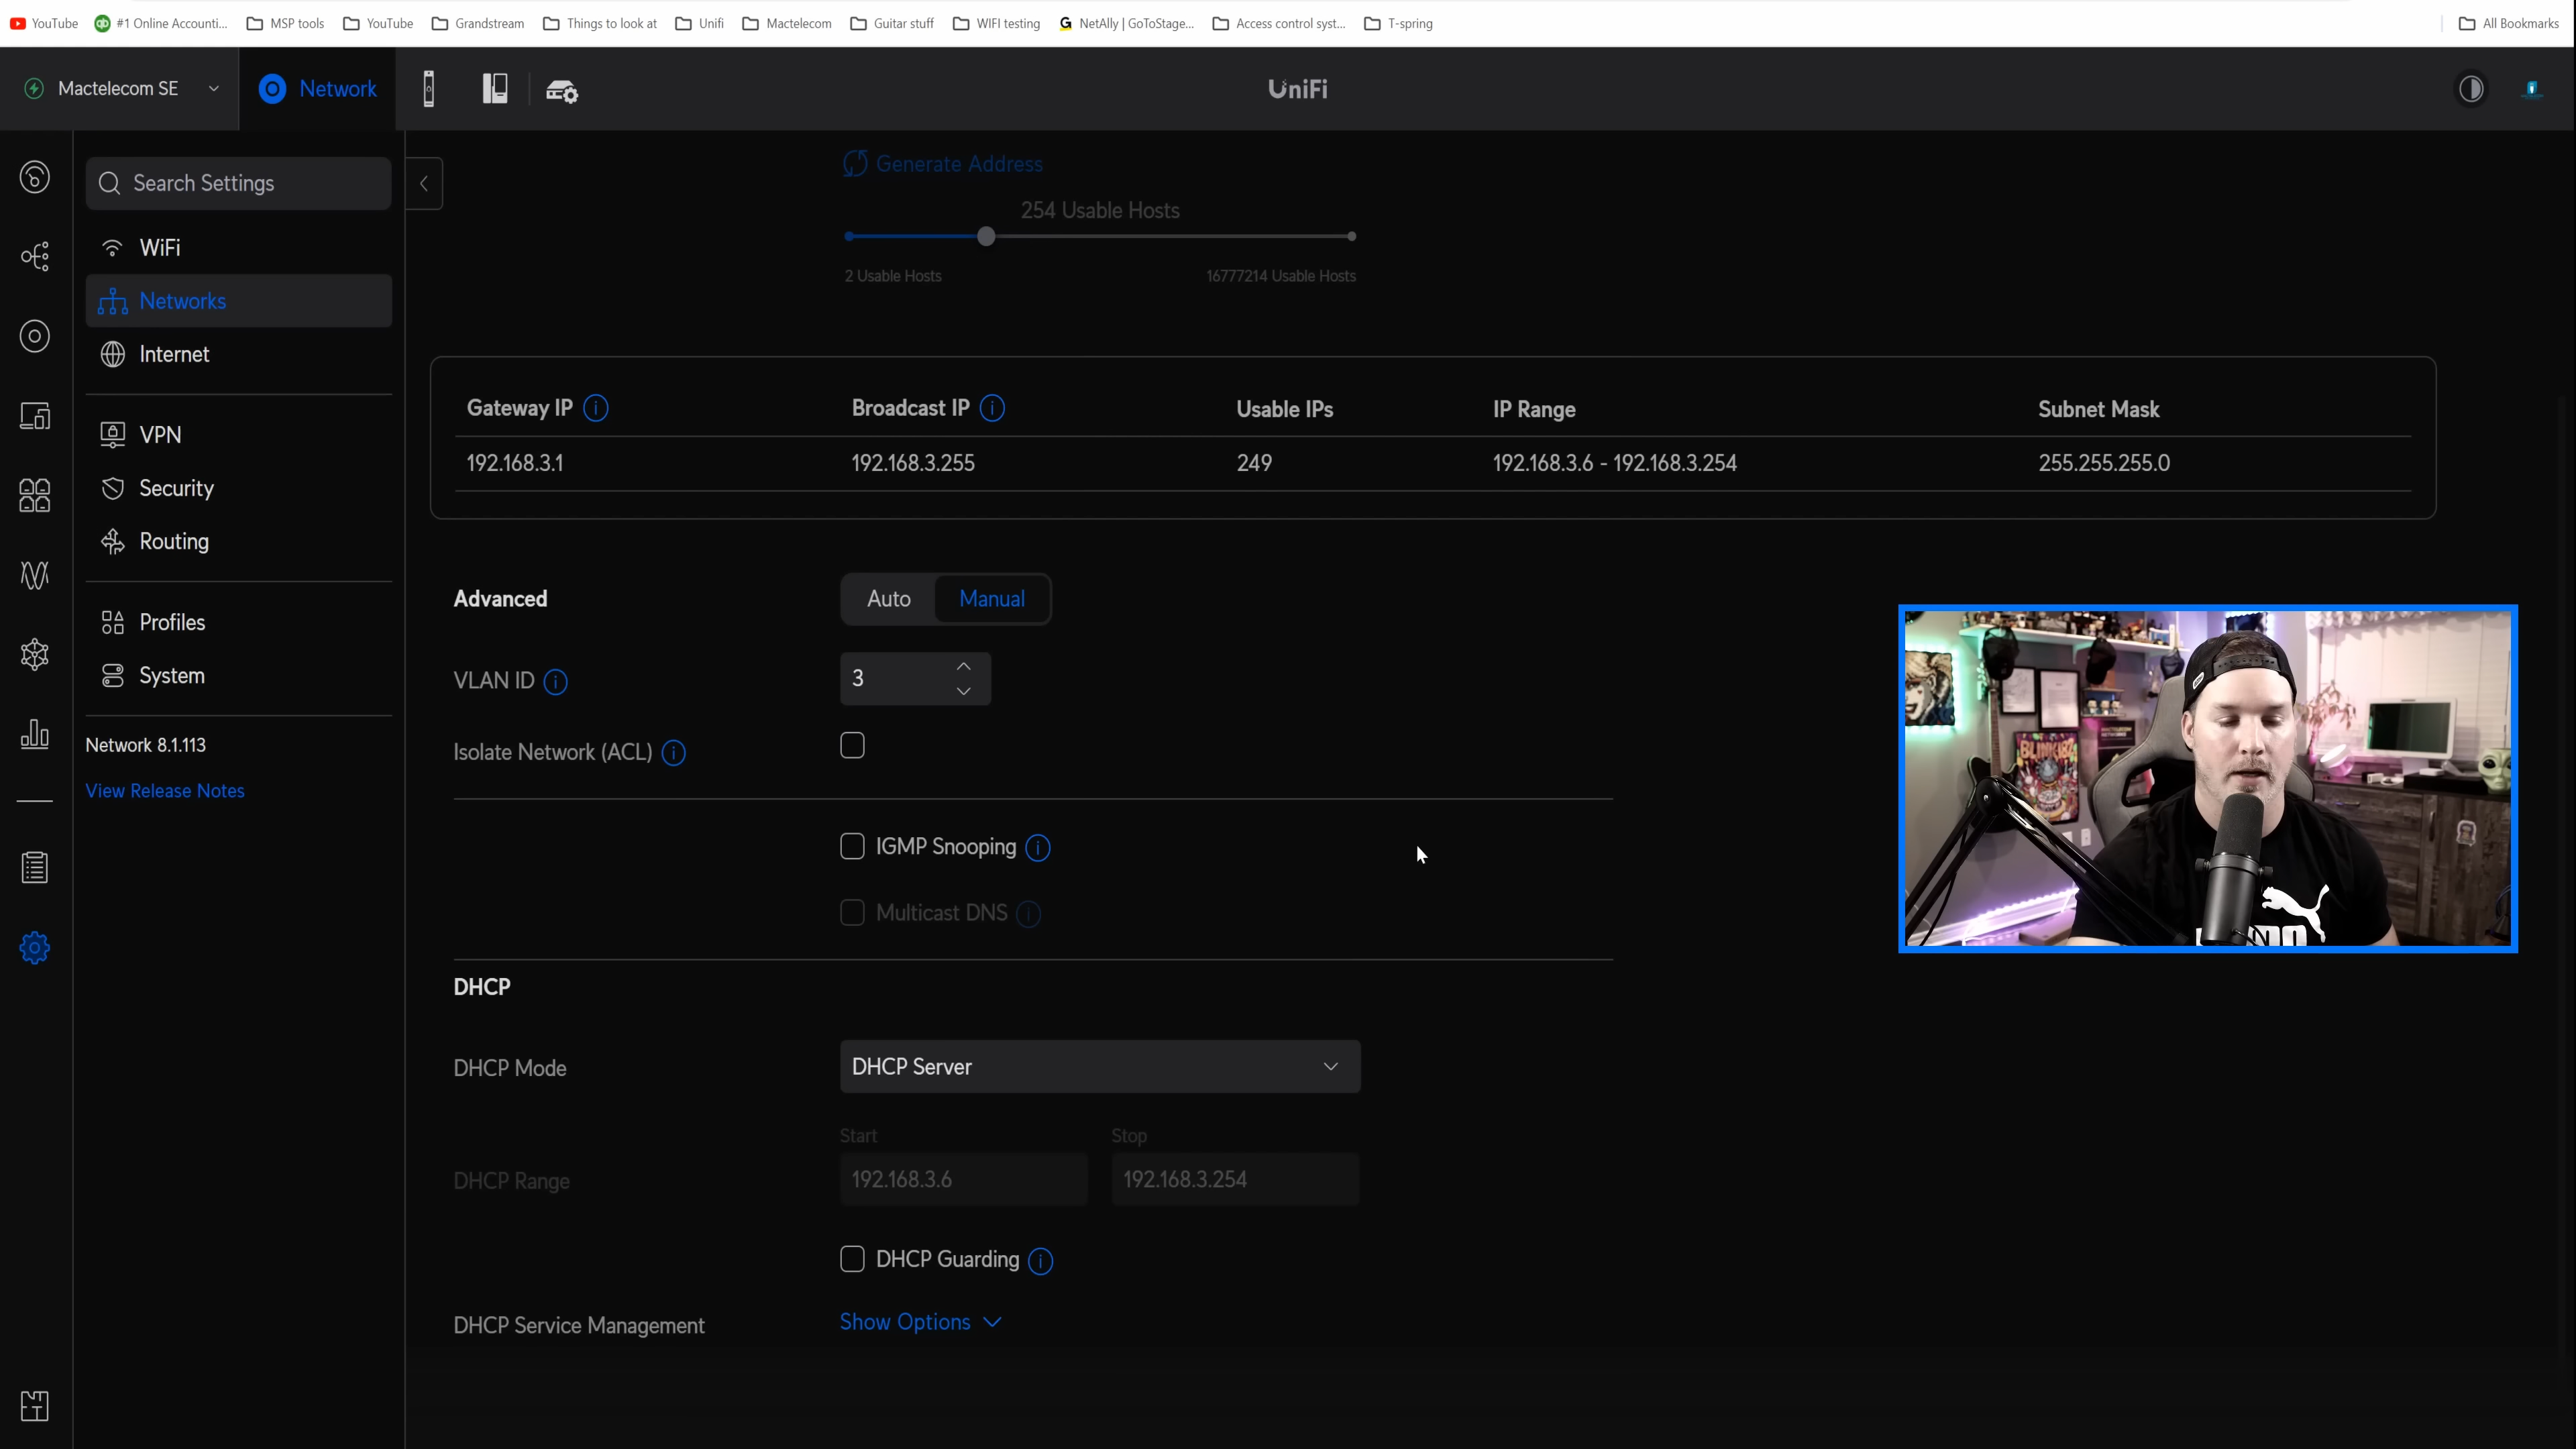 YouTube #1 Online Accounti... MSP tools YouTube Grandstream Things to look at Unifi Mactelecom Guitar stuff WIFI testing NetAlly | GoToStage... Access control syst... T-spring All Bookmarks
Mactelecom SE Network UniFi
Search Settings
WiFi
Networks
Internet
VPN
Security
Routing
Profiles
System
Network 8.1.113
View Release Notes
Generate Address
254 Usable Hosts
2 Usable Hosts 16777214 Usable Hosts
Gateway IP Broadcast IP Usable IPs IP Range Subnet Mask
192.168.3.1 192.168.3.255 249 192.168.3.6 - 192.168.3.254 255.255.255.0
Advanced Auto Manual
VLAN ID 3
Isolate Network (ACL)
IGMP Snooping
Multicast DNS
DHCP
DHCP Mode DHCP Server
Start Stop
DHCP Range 192.168.3.6 192.168.3.254
DHCP Guarding
DHCP Service Management Show Options